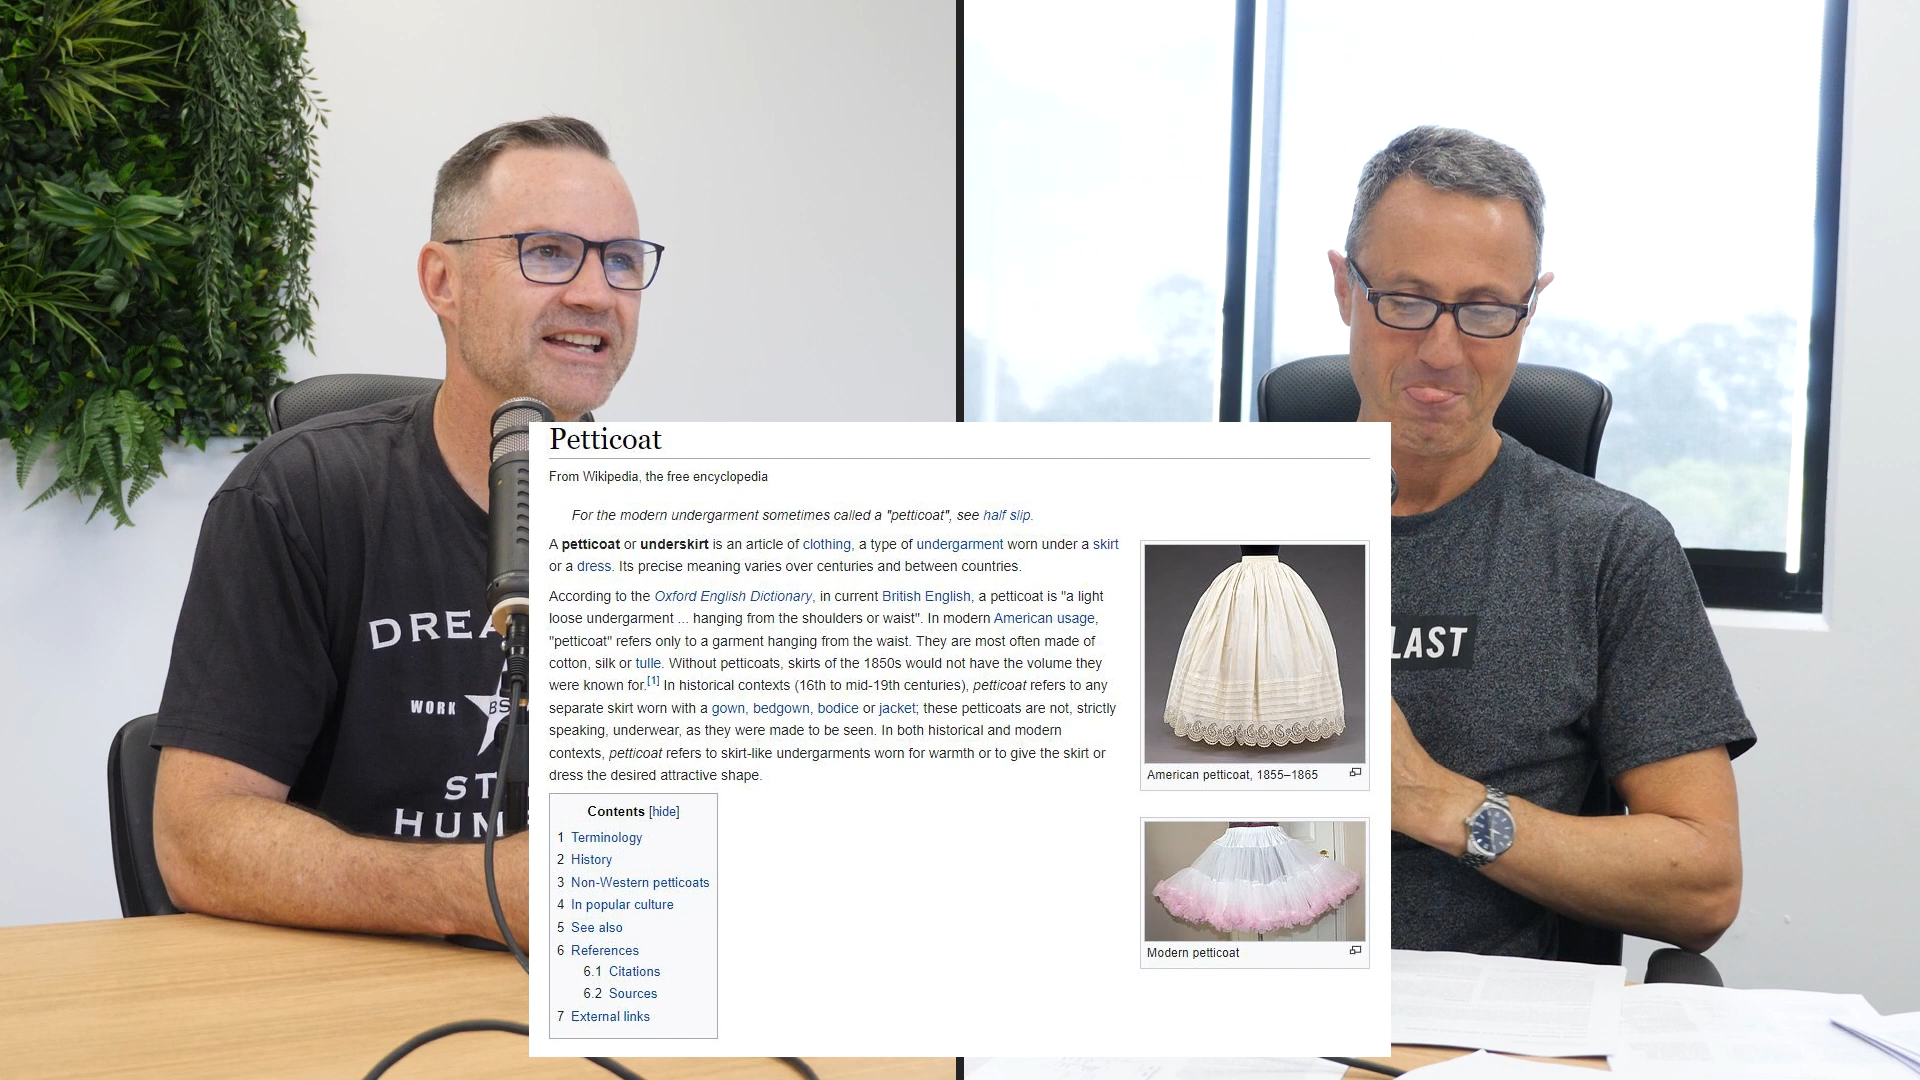 DREA
WORK
BS
ST
HUM
LAST
Petticoat
From Wikipedia, the free encyclopedia
For the modern undergarment sometimes called a "petticoat", see half slip.
A petticoat or underskirt is an article of clothing, a type of undergarment worn under a skirt
or a dress. Its precise meaning varies over centuries and between countries.
According to the Oxford English Dictionary, in current British English, a petticoat is "a light
loose undergarment ... hanging from the shoulders or waist". In modern American usage,
"petticoat" refers only to a garment hanging from the waist. They are most often made of
cotton, silk or tulle. Without petticoats, skirts of the 1850s would not have the volume they
were known for.[1] In historical contexts (16th to mid-19th centuries), petticoat refers to any
separate skirt worn with a gown, bedgown, bodice or jacket; these petticoats are not, strictly
speaking, underwear, as they were made to be seen. In both historical and modern
contexts, petticoat refers to skirt-like undergarments worn for warmth or to give the skirt or
dress the desired attractive shape.
American petticoat, 1855–1865
Modern petticoat
Contents [hide]
1 Terminology
2 History
3 Non-Western petticoats
4 In popular culture
5 See also
6 References
6.1 Citations
6.2 Sources
7 External links